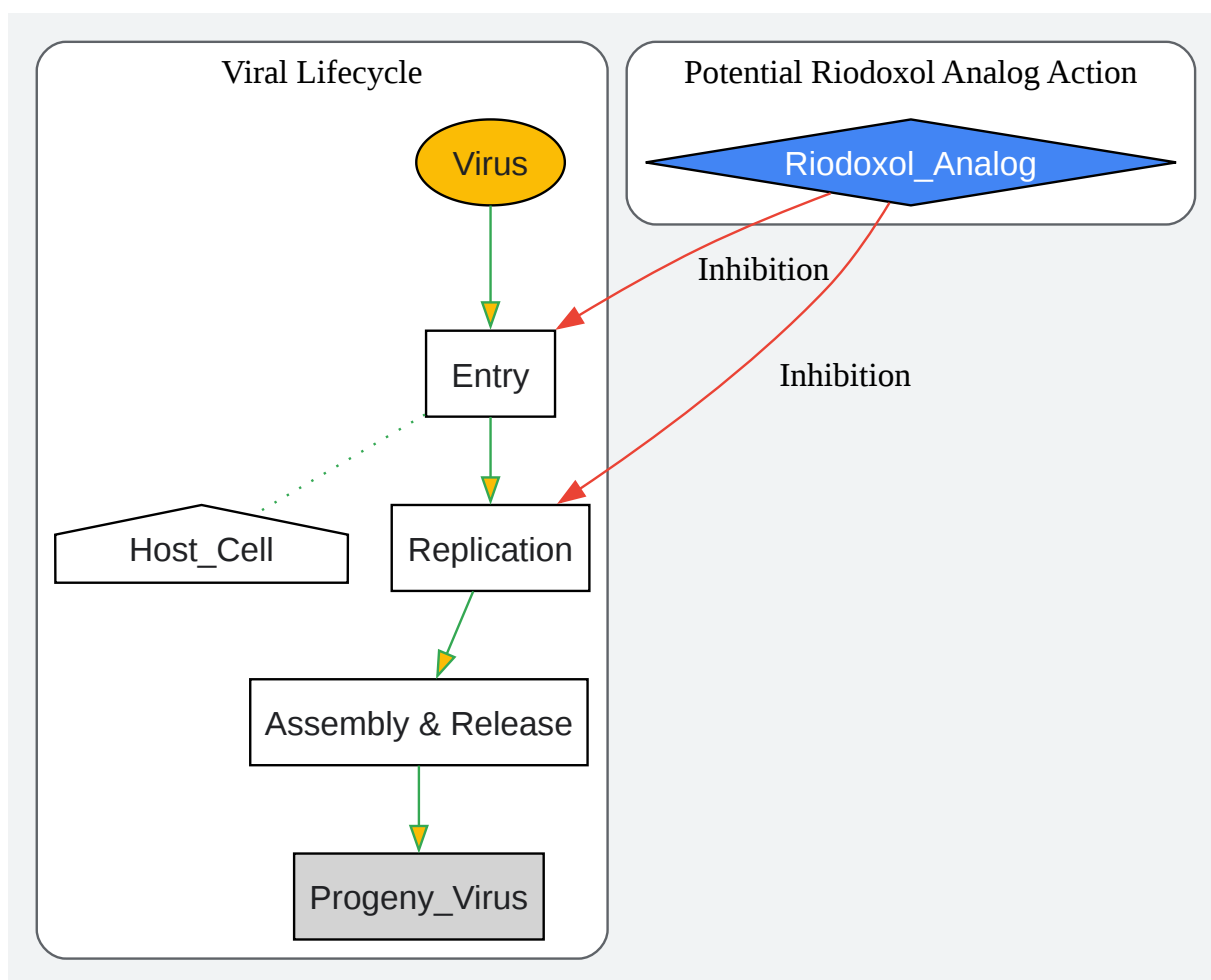 Viral Lifecycle
Potential Riodoxol Analog Action
Virus
Riodoxol_Analog
Inhibition
Entry
Inhibition
Host_Cell
Replication
Assembly & Release
Progeny_Virus